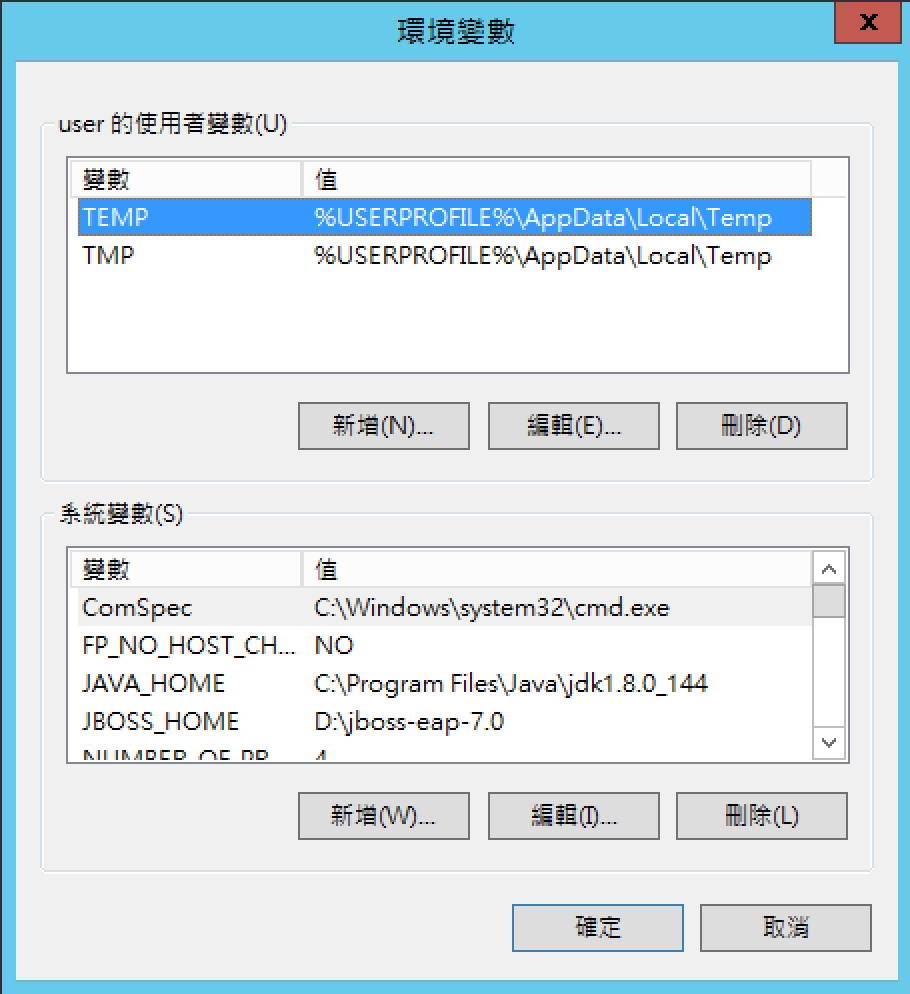 環境變數
x
user 的使用者變數(U)
變數 值
TEMP %USERPROFILE%\AppData\Local\Temp
TMP %USERPROFILE%\AppData\Local\Temp
新增(N)... 編輯(E)... 刪除(D)
系統變數(S)
變數 值
ComSpec C:\Windows\system32\cmd.exe
FP_NO_HOST_CH... NO
JAVA_HOME C:\Program Files\Java\jdk1.8.0_144
JBOSS_HOME D:\jboss-eap-7.0
NUMBER_OF_PR... 4
新增(W)... 編輯(I)... 刪除(L)
確定 取消